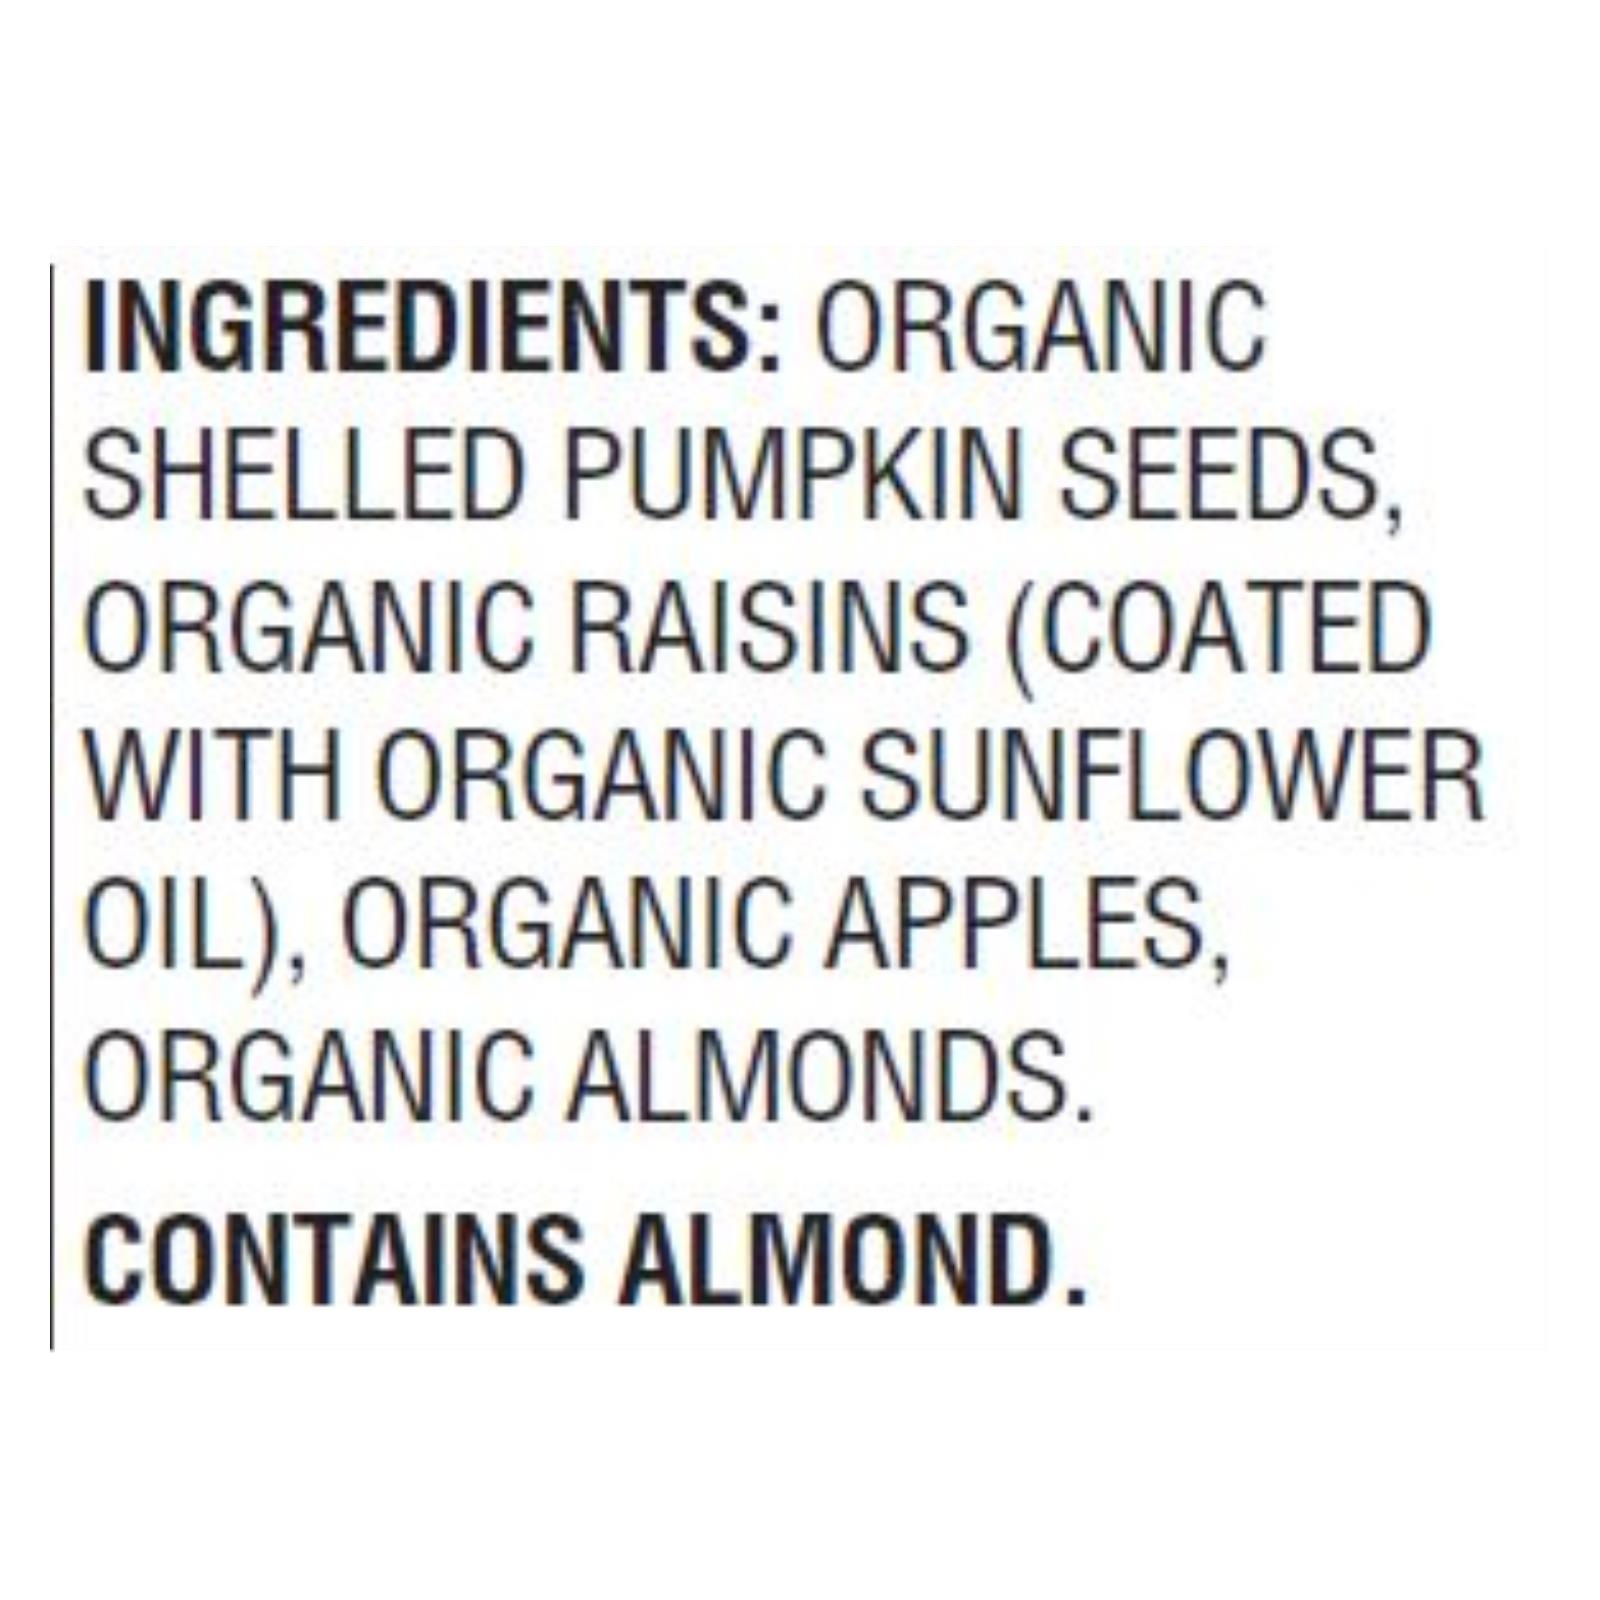 INGREDIENTS: ORGANIC
SHELLED PUMPKIN SEEDS,
ORGANIC RAISINS (COATED
WITH ORGANIC SUNFLOWER
OIL), ORGANIC APPLES,
ORGANIC ALMONDS.
CONTAINS ALMOND.